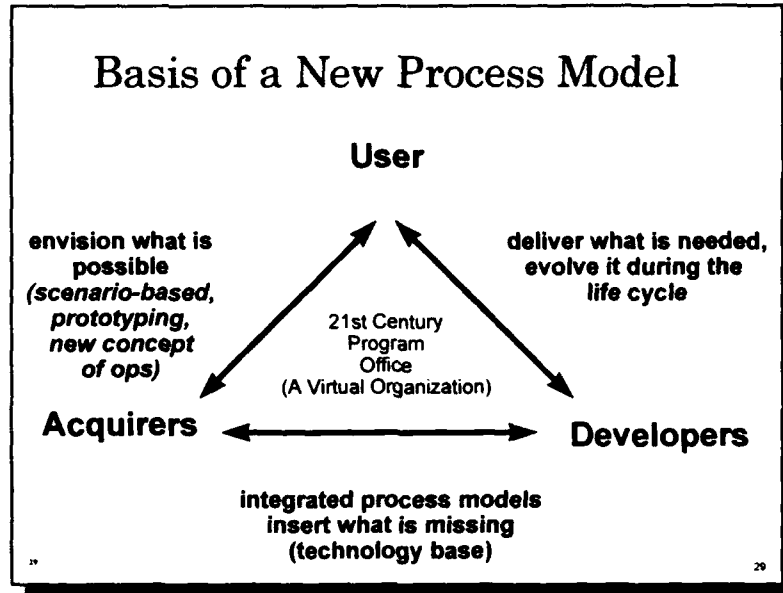 Basis of a New Process Model
User
envision what is
possible
(scenario-based,
prototyping,
new concept
of ops)
deliver what is needed,
evolve it during the
life cycle
21st Century
Program
Office
(A Virtual Organization)
Acquirers
Developers
integrated process models
insert what is missing
(technology base)
29